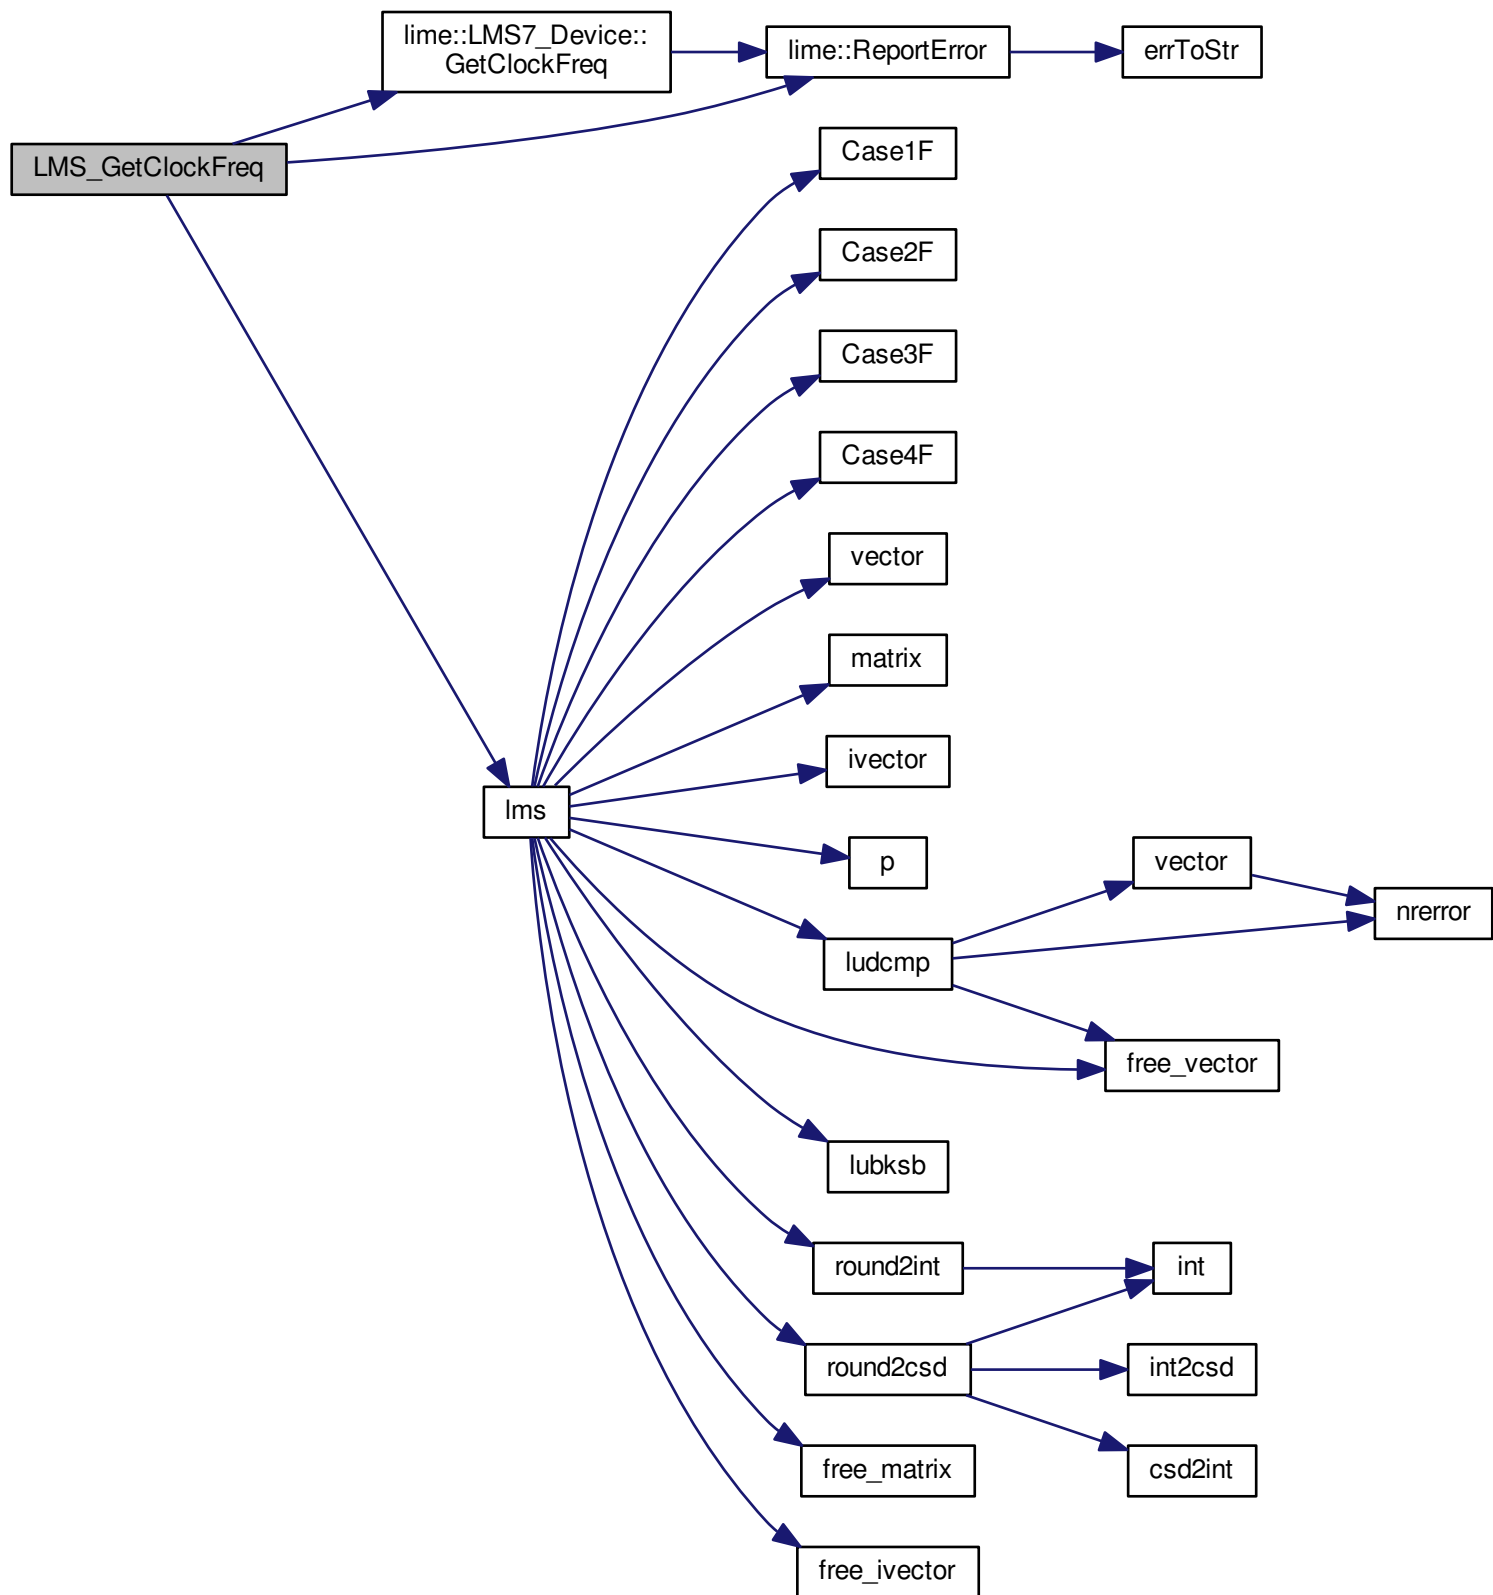 lime::LMS7_Device::
GetClockFreq
lime::ReportError
errToStr
LMS_GetClockFreq
Case1F
Case2F
Case3F
Case4F
vector
matrix
ivector
lms
p
vector
nrerror
ludcmp
free_vector
lubksb
round2int
int
round2csd
int2csd
free_matrix
csd2int
free_ivector